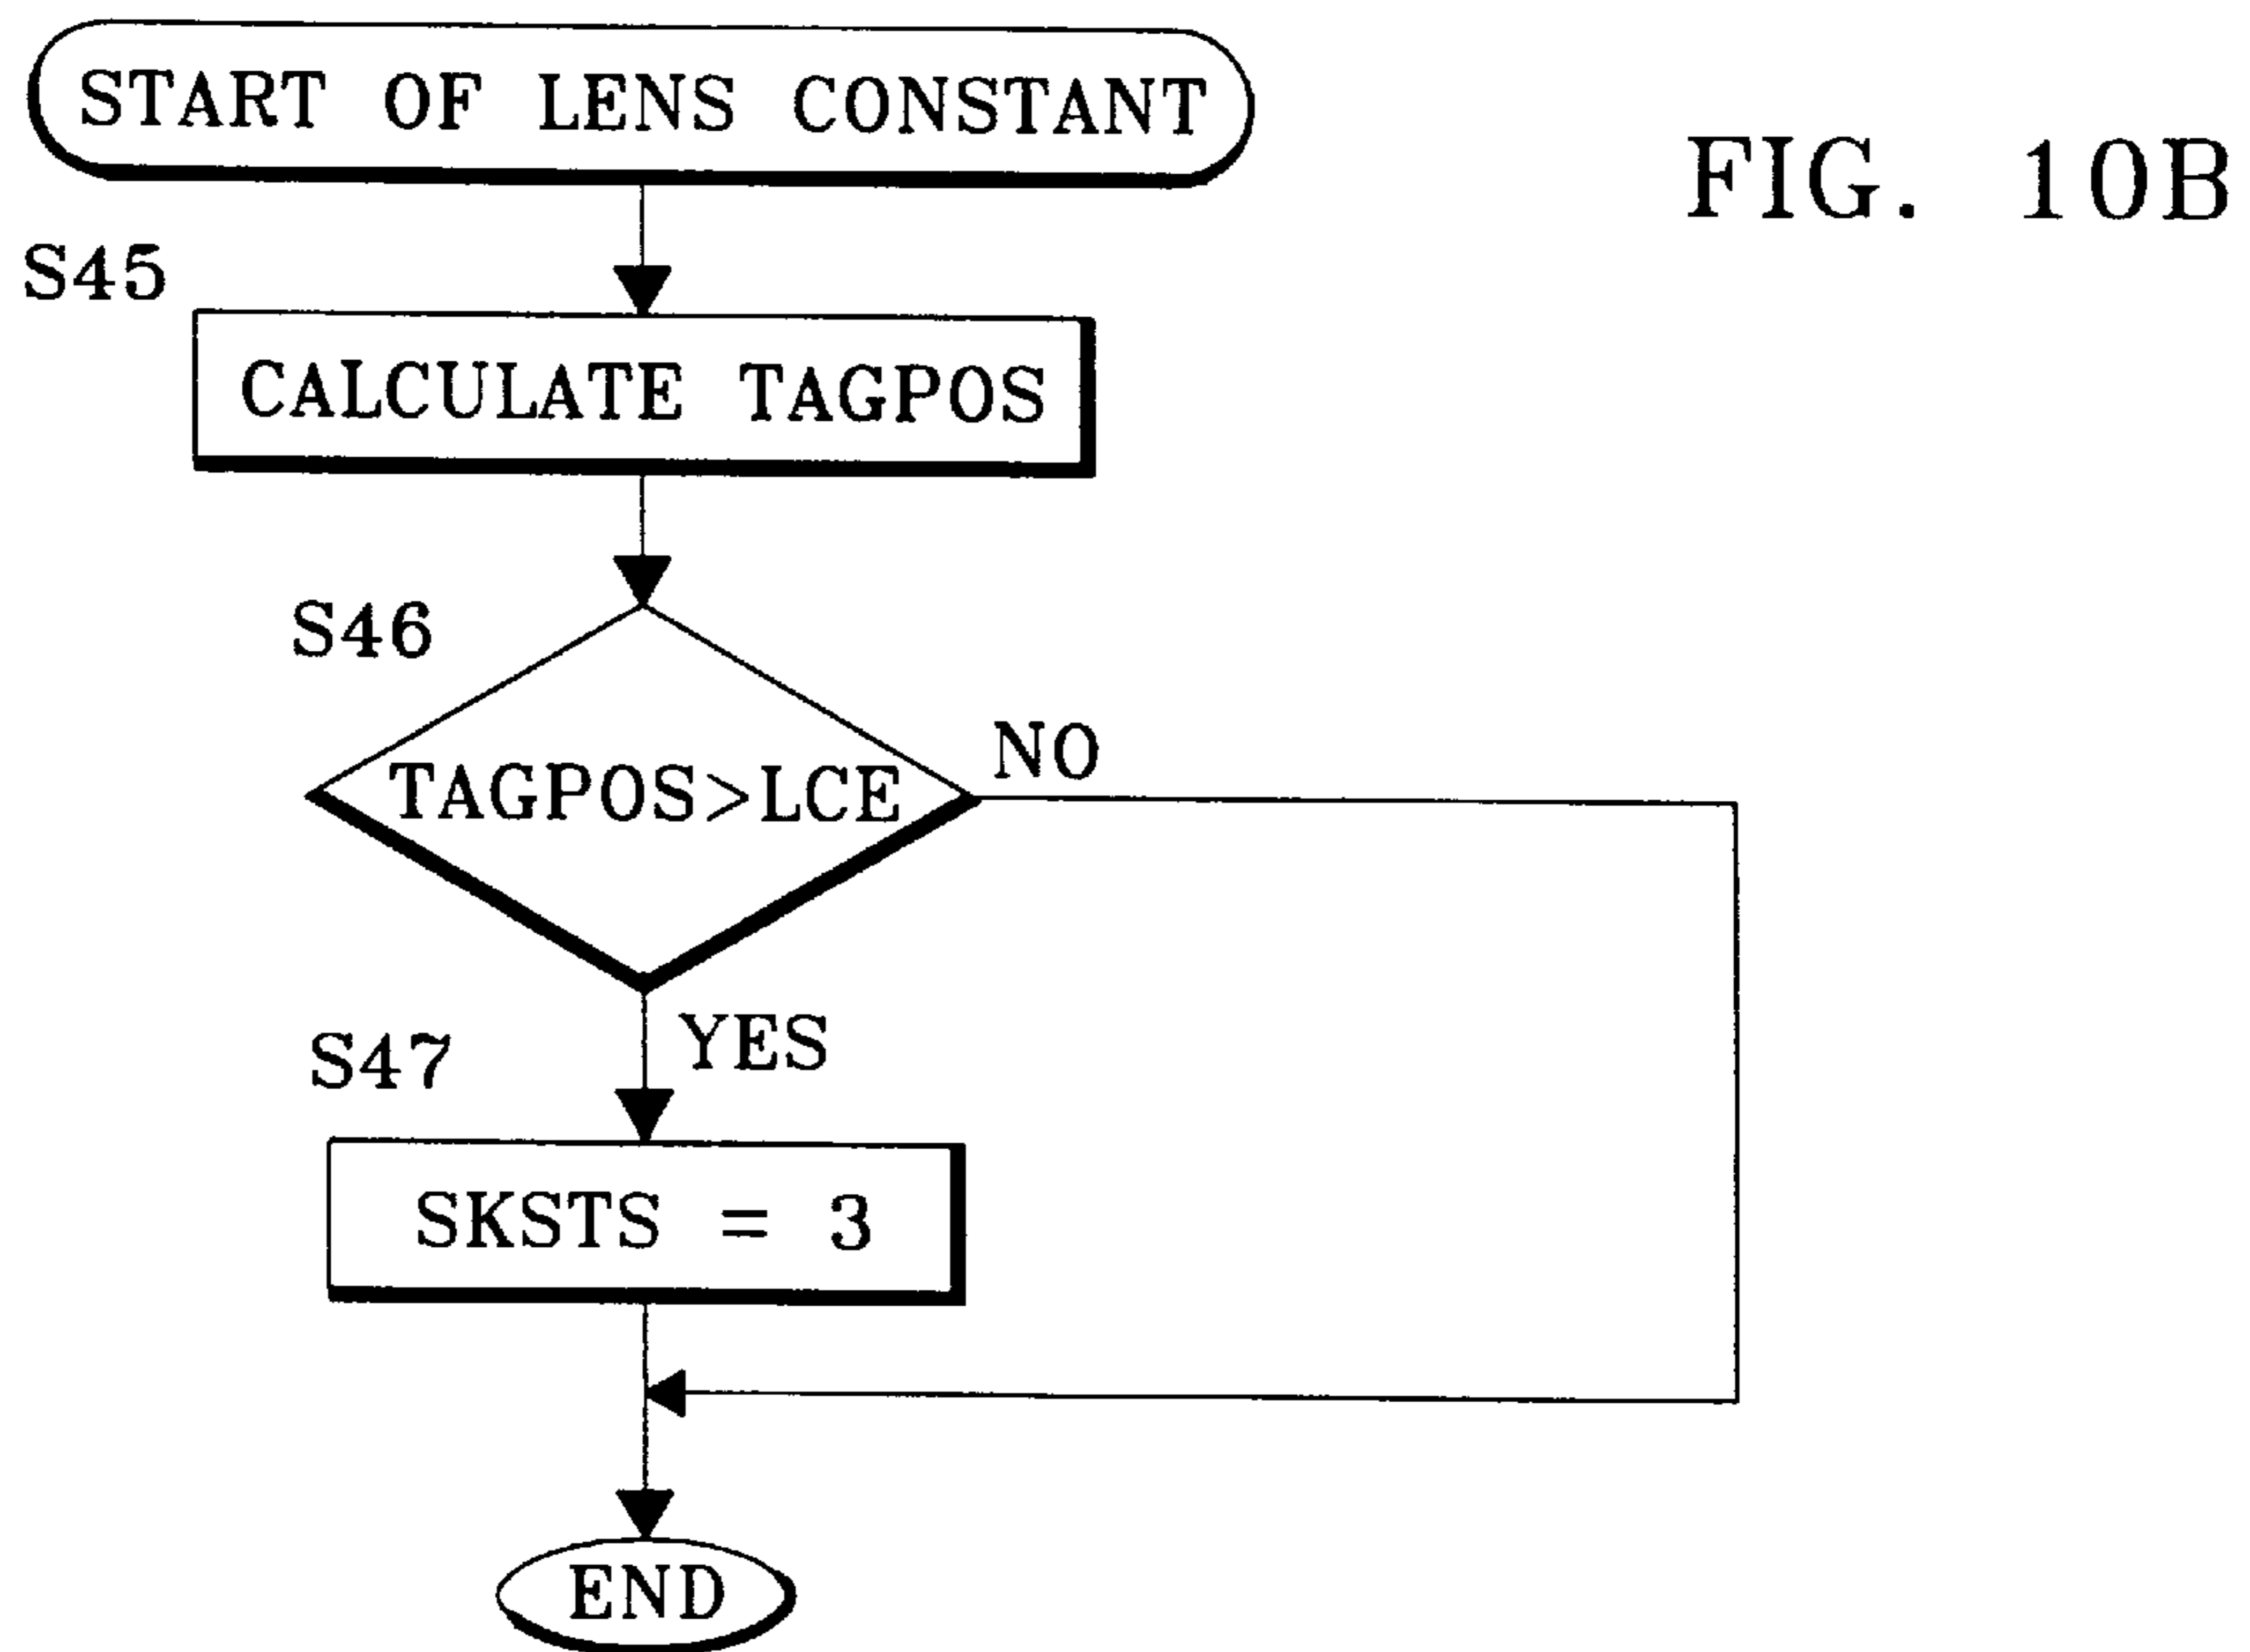 START OF LENS CONSTANT
FIG. 10B
S45
CALCULATE TAGPOS
S46
TAGPOS>LCE
NO
YES
S47
SKSTS = 3
END